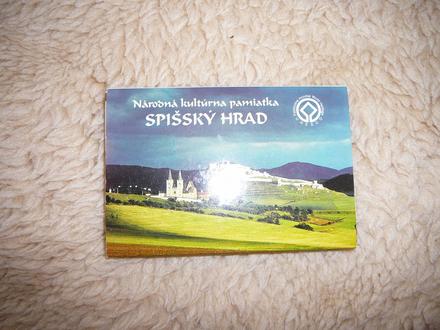 Národná kultúrna pamiatka
SPIŠSKÝ HRAD